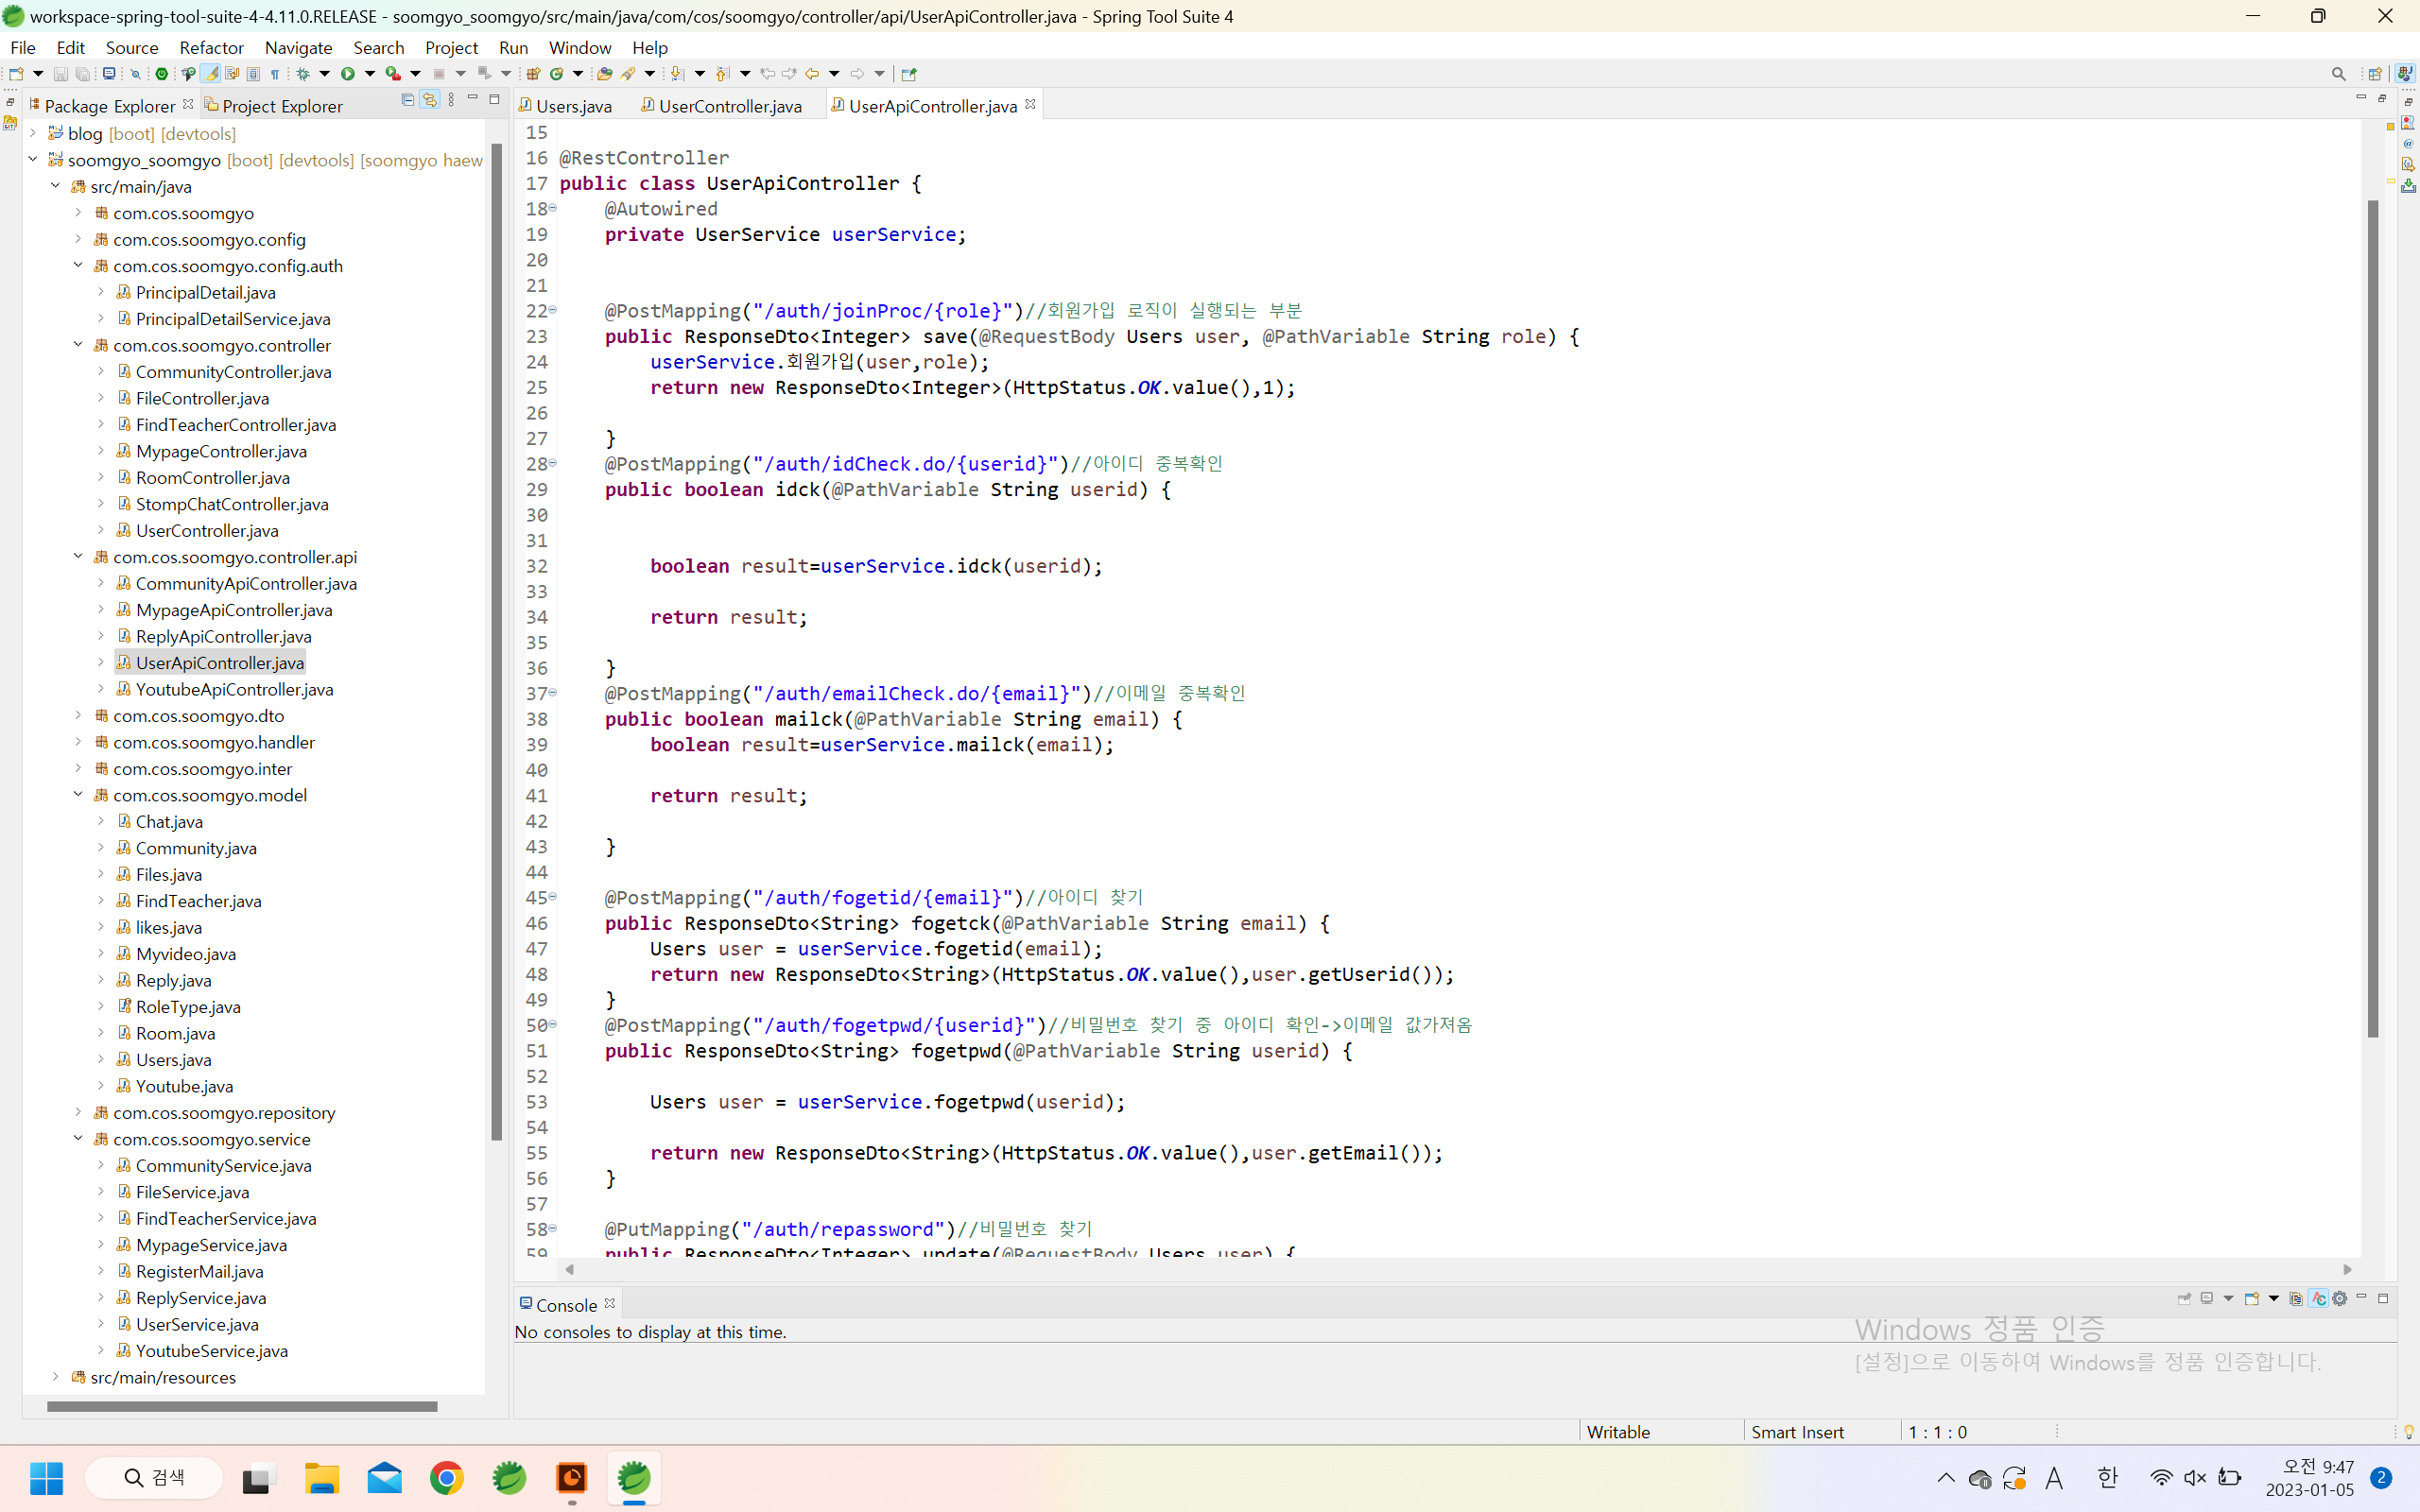 workspace-spring-tool-suite-4-4.11.0.RELEASE - soomgyo_soomgyo/src/main/java/com/cos/soomgyo/controller/api/UserApiController.java - Spring Tool Suite 4
File Edit Source Refactor Navigate Search Project Run Window Help
Package Explorer Project Explorer
blog [boot] [devtools]
soomgyo_soomgyo [boot] [devtools] [soomgyo haew
src/main/java
com.cos.soomgyo
com.cos.soomgyo.config
com.cos.soomgyo.config.auth
PrincipalDetail.java
PrincipalDetailService.java
com.cos.soomgyo.controller
CommunityController.java
FileController.java
FindTeacherController.java
MypageController.java
RoomController.java
StompChatController.java
UserController.java
com.cos.soomgyo.controller.api
CommunityApiController.java
MypageApiController.java
ReplyApiController.java
UserApiController.java
YoutubeApiController.java
com.cos.soomgyo.dto
com.cos.soomgyo.handler
com.cos.soomgyo.inter
com.cos.soomgyo.model
Chat.java
Community.java
Files.java
FindTeacher.java
likes.java
Myvideo.java
Reply.java
RoleType.java
Room.java
Users.java
Youtube.java
com.cos.soomgyo.repository
com.cos.soomgyo.service
CommunityService.java
FileService.java
FindTeacherService.java
MypageService.java
RegisterMail.java
ReplyService.java
UserService.java
YoutubeService.java
src/main/resources
Users.java UserController.java UserApiController.java
15
16 @RestController
17 public class UserApiController {
18 @Autowired
19 private UserService userService;
20
21
22 @PostMapping("/auth/joinProc/{role}")//회원가입 로직이 실행되는 부분
23 public ResponseDto<Integer> save(@RequestBody Users user, @PathVariable String role) {
24 userService.회원가입(user,role);
25 return new ResponseDto<Integer>(HttpStatus.OK.value(),1);
26
27 }
28 @PostMapping("/auth/idCheck.do/{userid}")//아이디 중복확인
29 public boolean idck(@PathVariable String userid) {
30
31
32 boolean result=userService.idck(userid);
33
34 return result;
35
36 }
37 @PostMapping("/auth/emailCheck.do/{email}")//이메일 중복확인
38 public boolean mailck(@PathVariable String email) {
39 boolean result=userService.mailck(email);
40
41 return result;
42
43 }
44
45 @PostMapping("/auth/fogetid/{email}")//아이디 찾기
46 public ResponseDto<String> fogetck(@PathVariable String email) {
47 Users user = userService.fogetid(email);
48 return new ResponseDto<String>(HttpStatus.OK.value(),user.getUserid());
49 }
50 @PostMapping("/auth/fogetpwd/{userid}")//비밀번호 찾기 중 아이디 확인->이메일 값가져옴
51 public ResponseDto<String> fogetpwd(@PathVariable String userid) {
52
53 Users user = userService.fogetpwd(userid);
54
55 return new ResponseDto<String>(HttpStatus.OK.value(),user.getEmail());
56 }
57
58 @PutMapping("/auth/repassword")//비밀번호 찾기
59 public ResponseDto<Integer> update(@RequestBody Users user) {
Console
No consoles to display at this time.
Windows 정품 인증
[설정]으로 이동하여 Windows를 정품 인증합니다.
Writable Smart Insert 1 : 1 : 0
검색
A 한
오전 9:47
2023-01-05
2